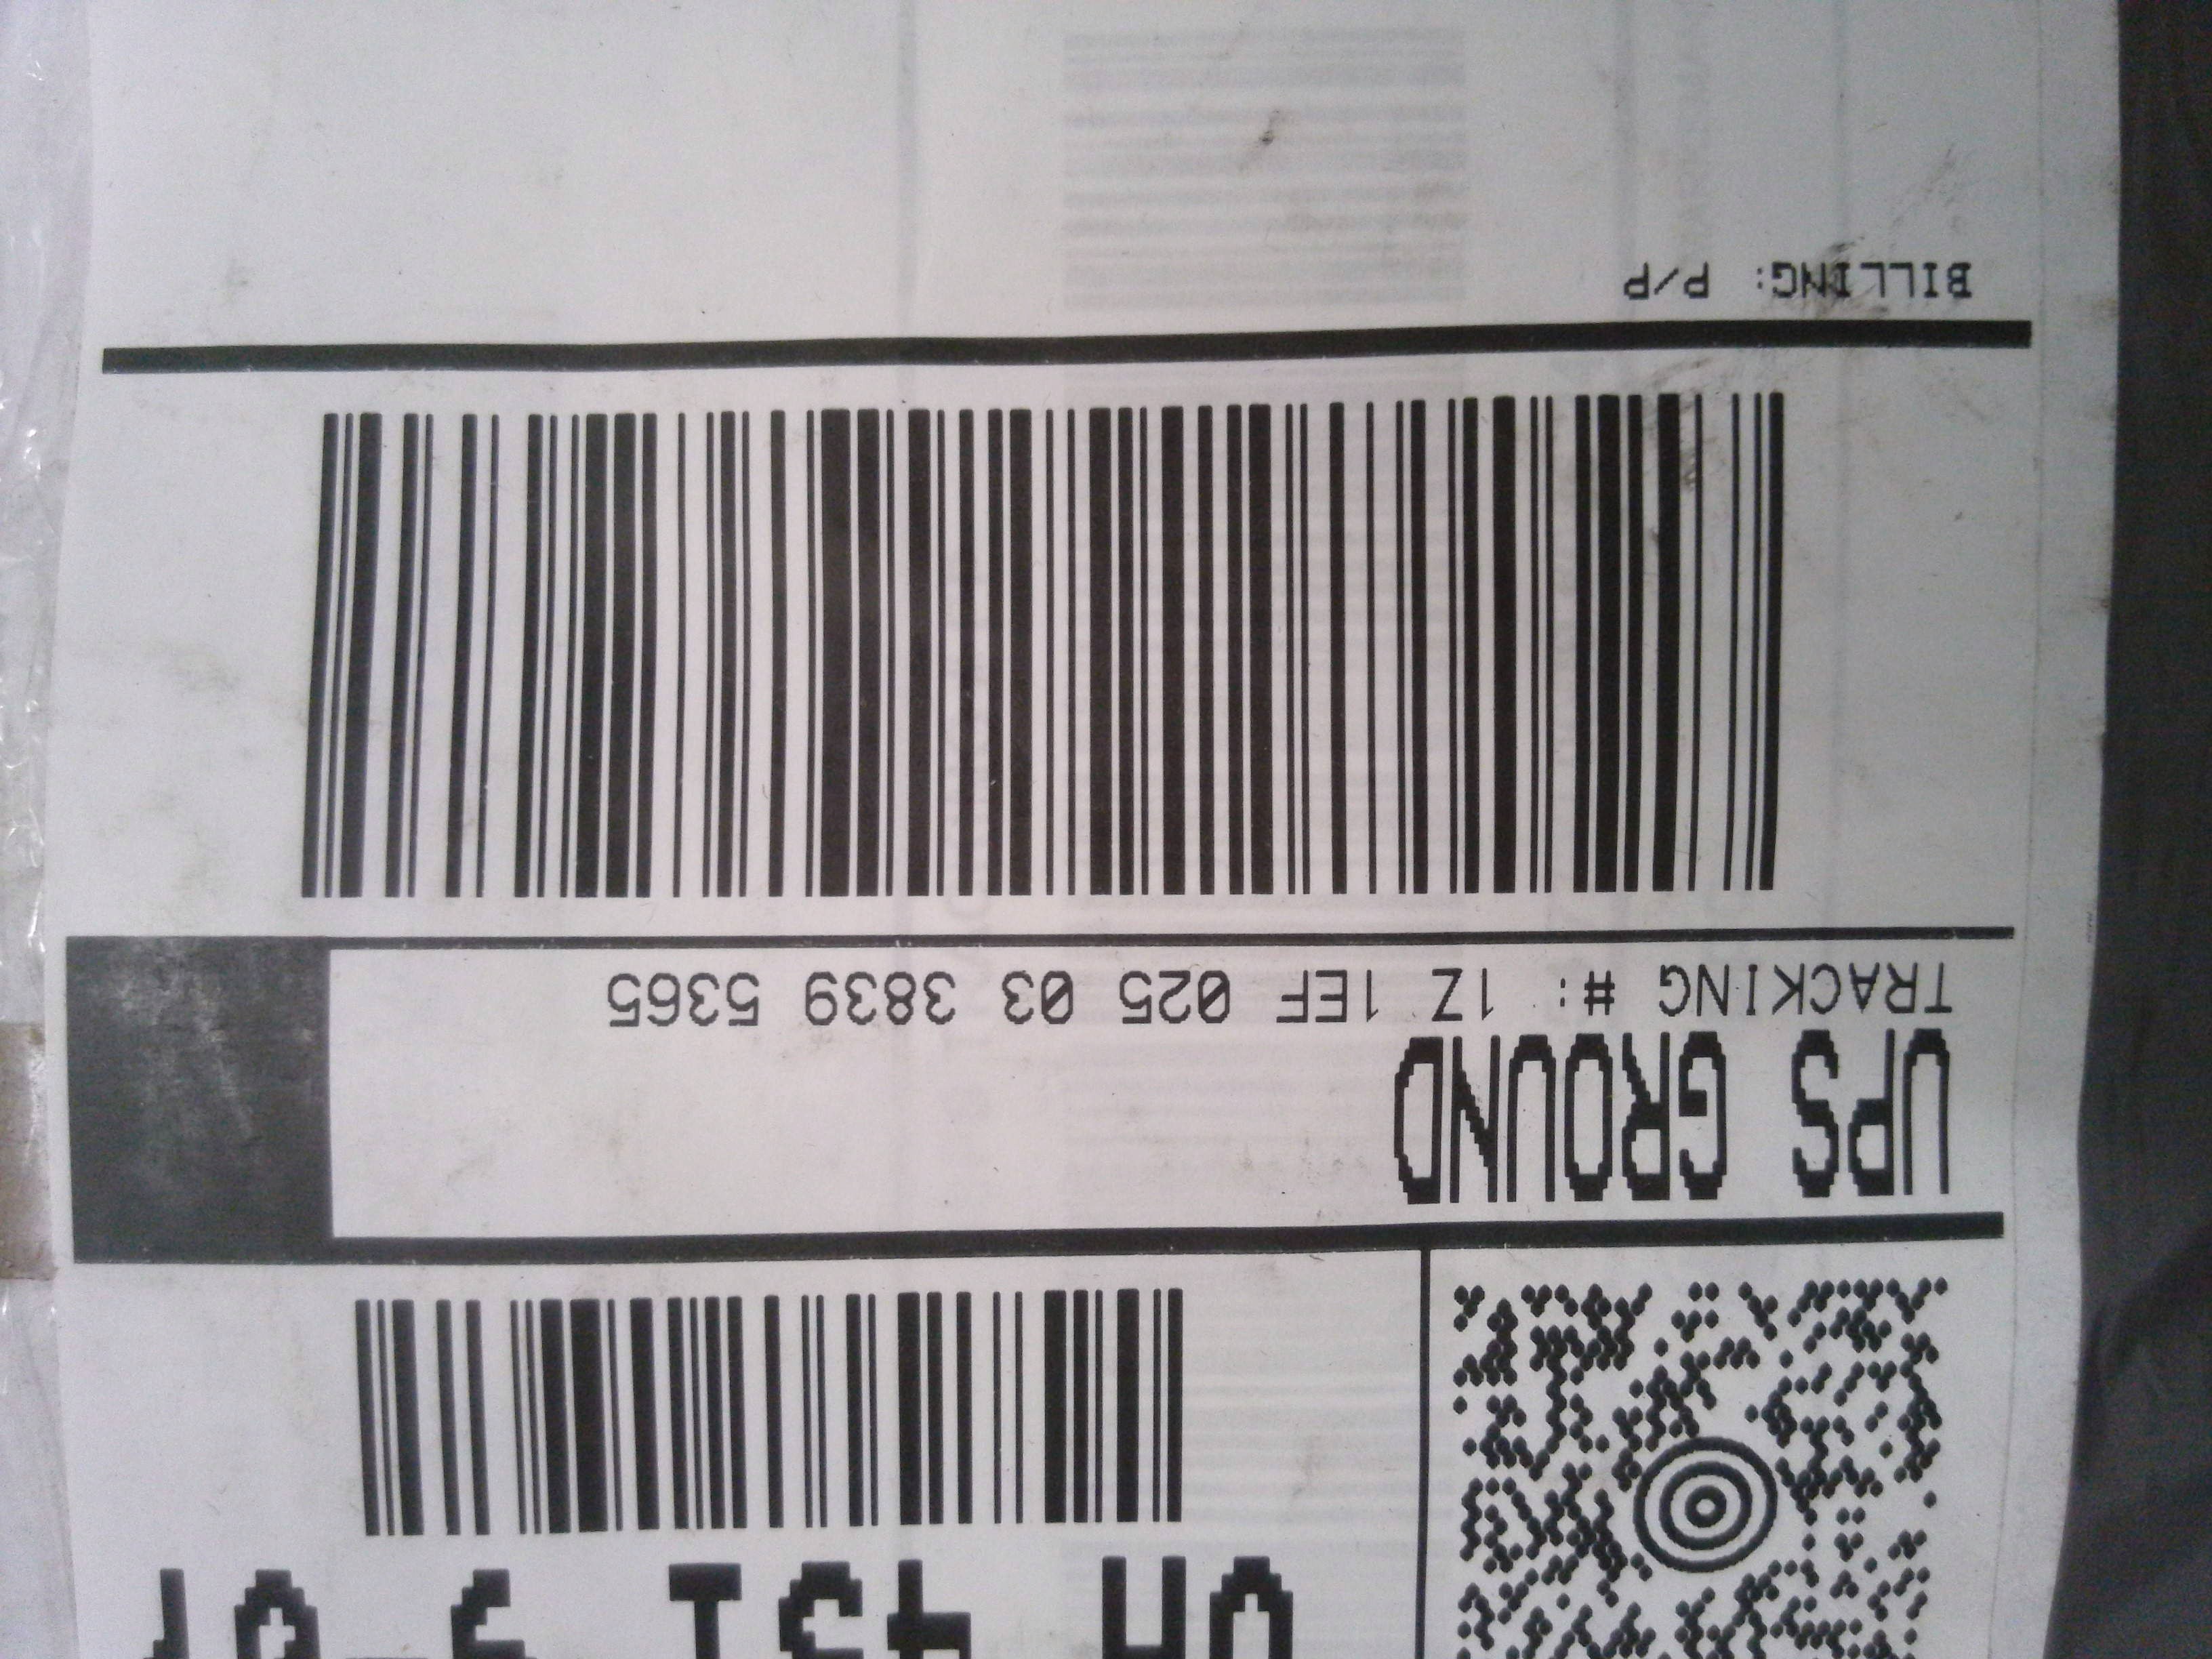 OH 431 9-01
UPS GROUND
TRACKING #: 1Z 1EF 025 03 3839 5365
BILLING: P/P